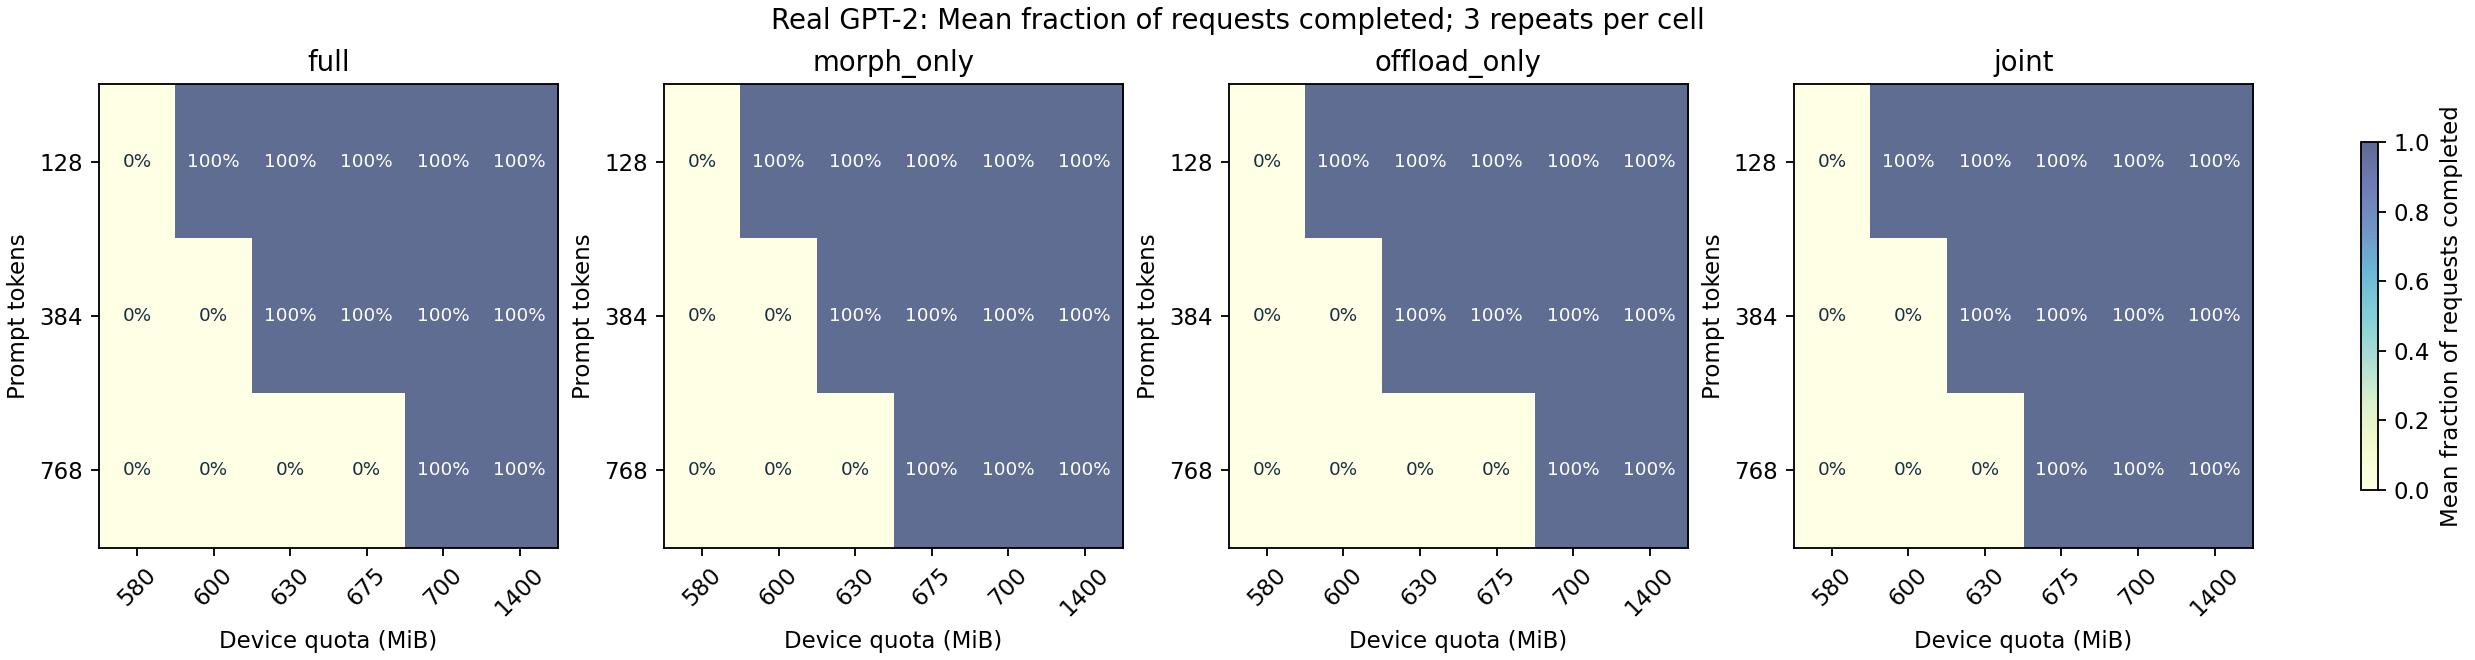 Real GPT-2: Mean fraction of requests completed; 3 repeats per cell
full
Prompt tokens
128
0% 100% 100% 100% 100% 100%
384
0% 0% 100% 100% 100% 100%
768
0% 0% 0% 0% 100% 100%
580 600 630 675 700 1400
Device quota (MiB)
morph_only
Prompt tokens
128
0% 100% 100% 100% 100% 100%
384
0% 0% 100% 100% 100% 100%
768
0% 0% 0% 100% 100% 100%
580 600 630 675 700 1400
Device quota (MiB)
offload_only
Prompt tokens
128
0% 100% 100% 100% 100% 100%
384
0% 0% 100% 100% 100% 100%
768
0% 0% 0% 0% 100% 100%
580 600 630 675 700 1400
Device quota (MiB)
joint
Prompt tokens
128
0% 100% 100% 100% 100% 100%
384
0% 0% 100% 100% 100% 100%
768
0% 0% 0% 100% 100% 100%
580 600 630 675 700 1400
Device quota (MiB)
1.0
0.8
0.6
0.4
0.2
0.0
Mean fraction of requests completed